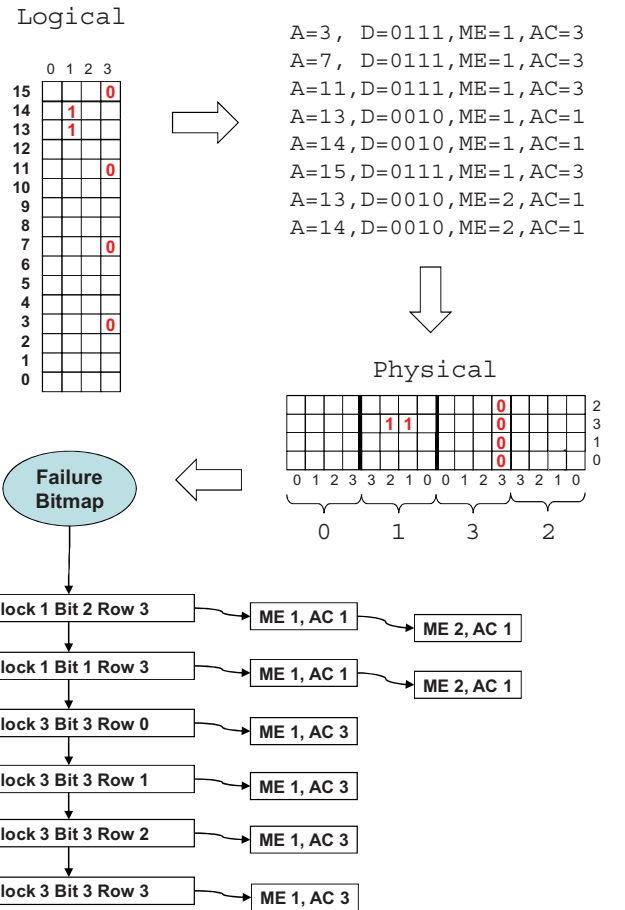 Logical
0 1 2 3
15 0
14 1
13 1
12
11 0
10
9
8
7 0
6
5
4
3 0
2
1
0
A=3, D=0111,ME=1,AC=3
A=7, D=0111,ME=1,AC=3
A=11,D=0111,ME=1,AC=3
A=13,D=0010,ME=1,AC=1
A=14,D=0010,ME=1,AC=1
A=15,D=0111,ME=1,AC=3
A=13,D=0010,ME=2,AC=1
A=14,D=0010,ME=2,AC=1
Physical
0 2
1 1 0 3
0 1
0 0
0 1 2 3 3 2 1 0 0 1 2 3 3 2 1 0
0 1 3 2
Failure
Bitmap
lock 1 Bit 2 Row 3
ME 1, AC 1
ME 2, AC 1
lock 1 Bit 1 Row 3
ME 1, AC 1
ME 2, AC 1
lock 3 Bit 3 Row 0
ME 1, AC 3
lock 3 Bit 3 Row 1
ME 1, AC 3
lock 3 Bit 3 Row 2
ME 1, AC 3
lock 3 Bit 3 Row 3
ME 1, AC 3